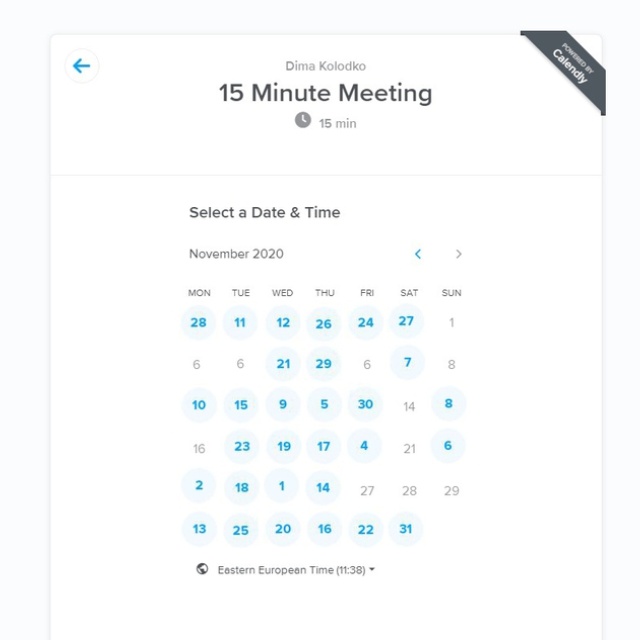 POWERED BY
Calendly
Dima Kolodko
15 Minute Meeting
15 min
Select a Date & Time
November 2020
MON TUE WED THU FRI SAT SUN
28 11 12 26 24 27 1
6 6 21 29 6 7 8
10 15 9 5 30 14 8
16 23 19 17 4 21 6
2 18 1 14 27 28 29
13 25 20 16 22 31
Eastern European Time (11:38)